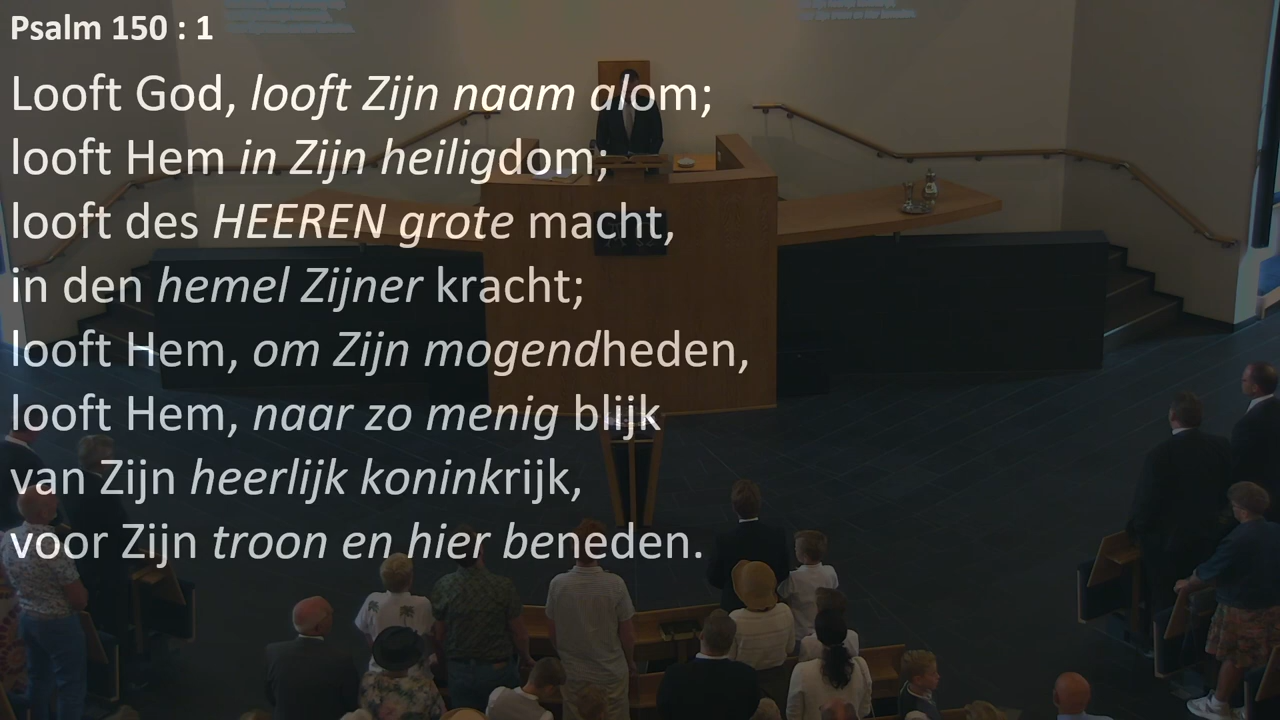 Psalm 150 : 1
Looft God, looft Zijn naam alom;
looft Hem in Zijn heiligdom;
looft des HEEREN grote macht,
in den hemel Zijner kracht;
looft Hem, om Zijn mogendheden,
looft Hem, naar zo menig blijk
van Zijn heerlijk koninkrijk,
voor Zijn troon en hier beneden.